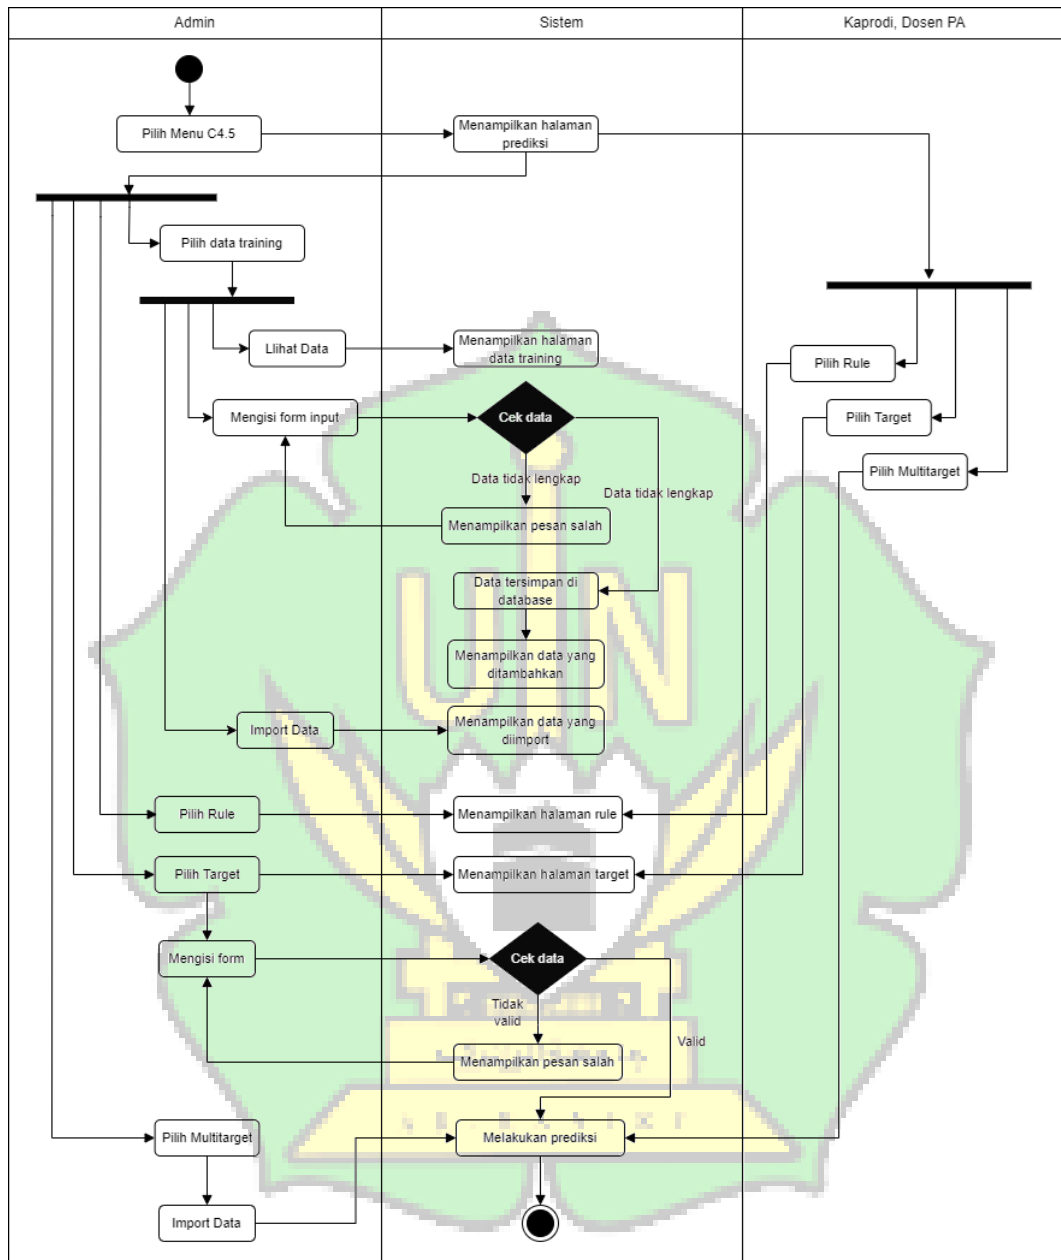 Admin
Sistem
Kaprodi, Dosen PA
Pilih Menu C4.5
Menampilkan halaman
prediksi
Pilih data training
Llihat Data
Menampilkan halaman
data training
Pilih Rule
Mengisi form input
Cek data
Pilih Target
Pilih Multitarget
Data tidak lengkap
Data tidak lengkap
Menampilkan pesan salah
Data tersimpan di
database
UIN
Menampilkan data yang
ditambahkan
Import Data
Menampilkan data yang
diimport
Pilih Rule
Menampilkan halaman rule
Pilih Target
Menampilkan halaman target
Mengisi form
Cek data
Tidak
valid
Valid
Menampilkan pesan salah
Pilih Multitarget
Melakukan prediksi
Import Data